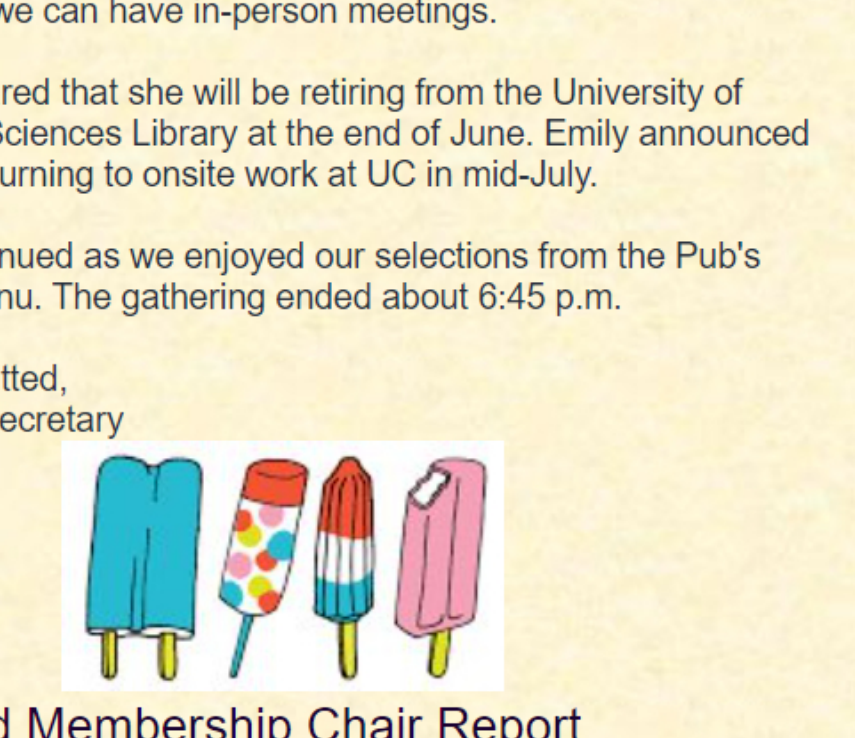 we can have in-person meetings.
red that she will be retiring from the University of
Sciences Library at the end of June. Emily announced
urning to onsite work at UC in mid-July.
nued as we enjoyed our selections from the Pub's
nu. The gathering ended about 6:45 p.m.
tted,
ecretary
d Membership Chair Report